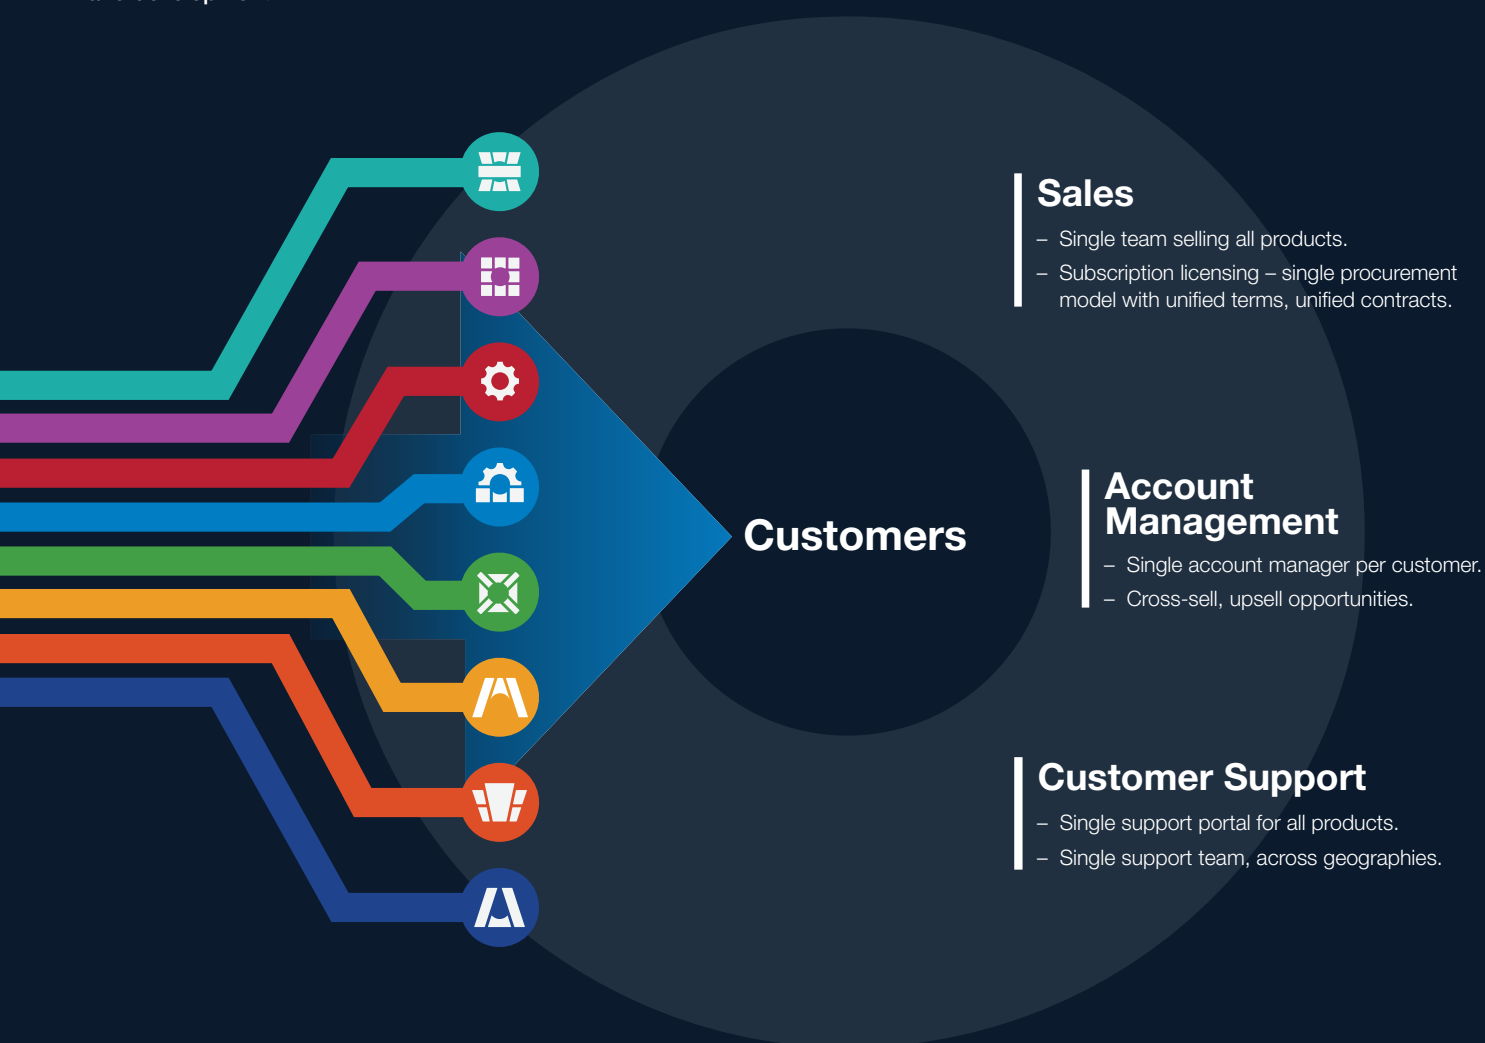 Sales
– Single team selling all products.
– Subscription licensing – single procurement
model with unified terms, unified contracts.
Account
Management
– Single account manager per customer.
– Cross-sell, upsell opportunities.
Customers
Customer Support
– Single support portal for all products.
– Single support team, across geographies.